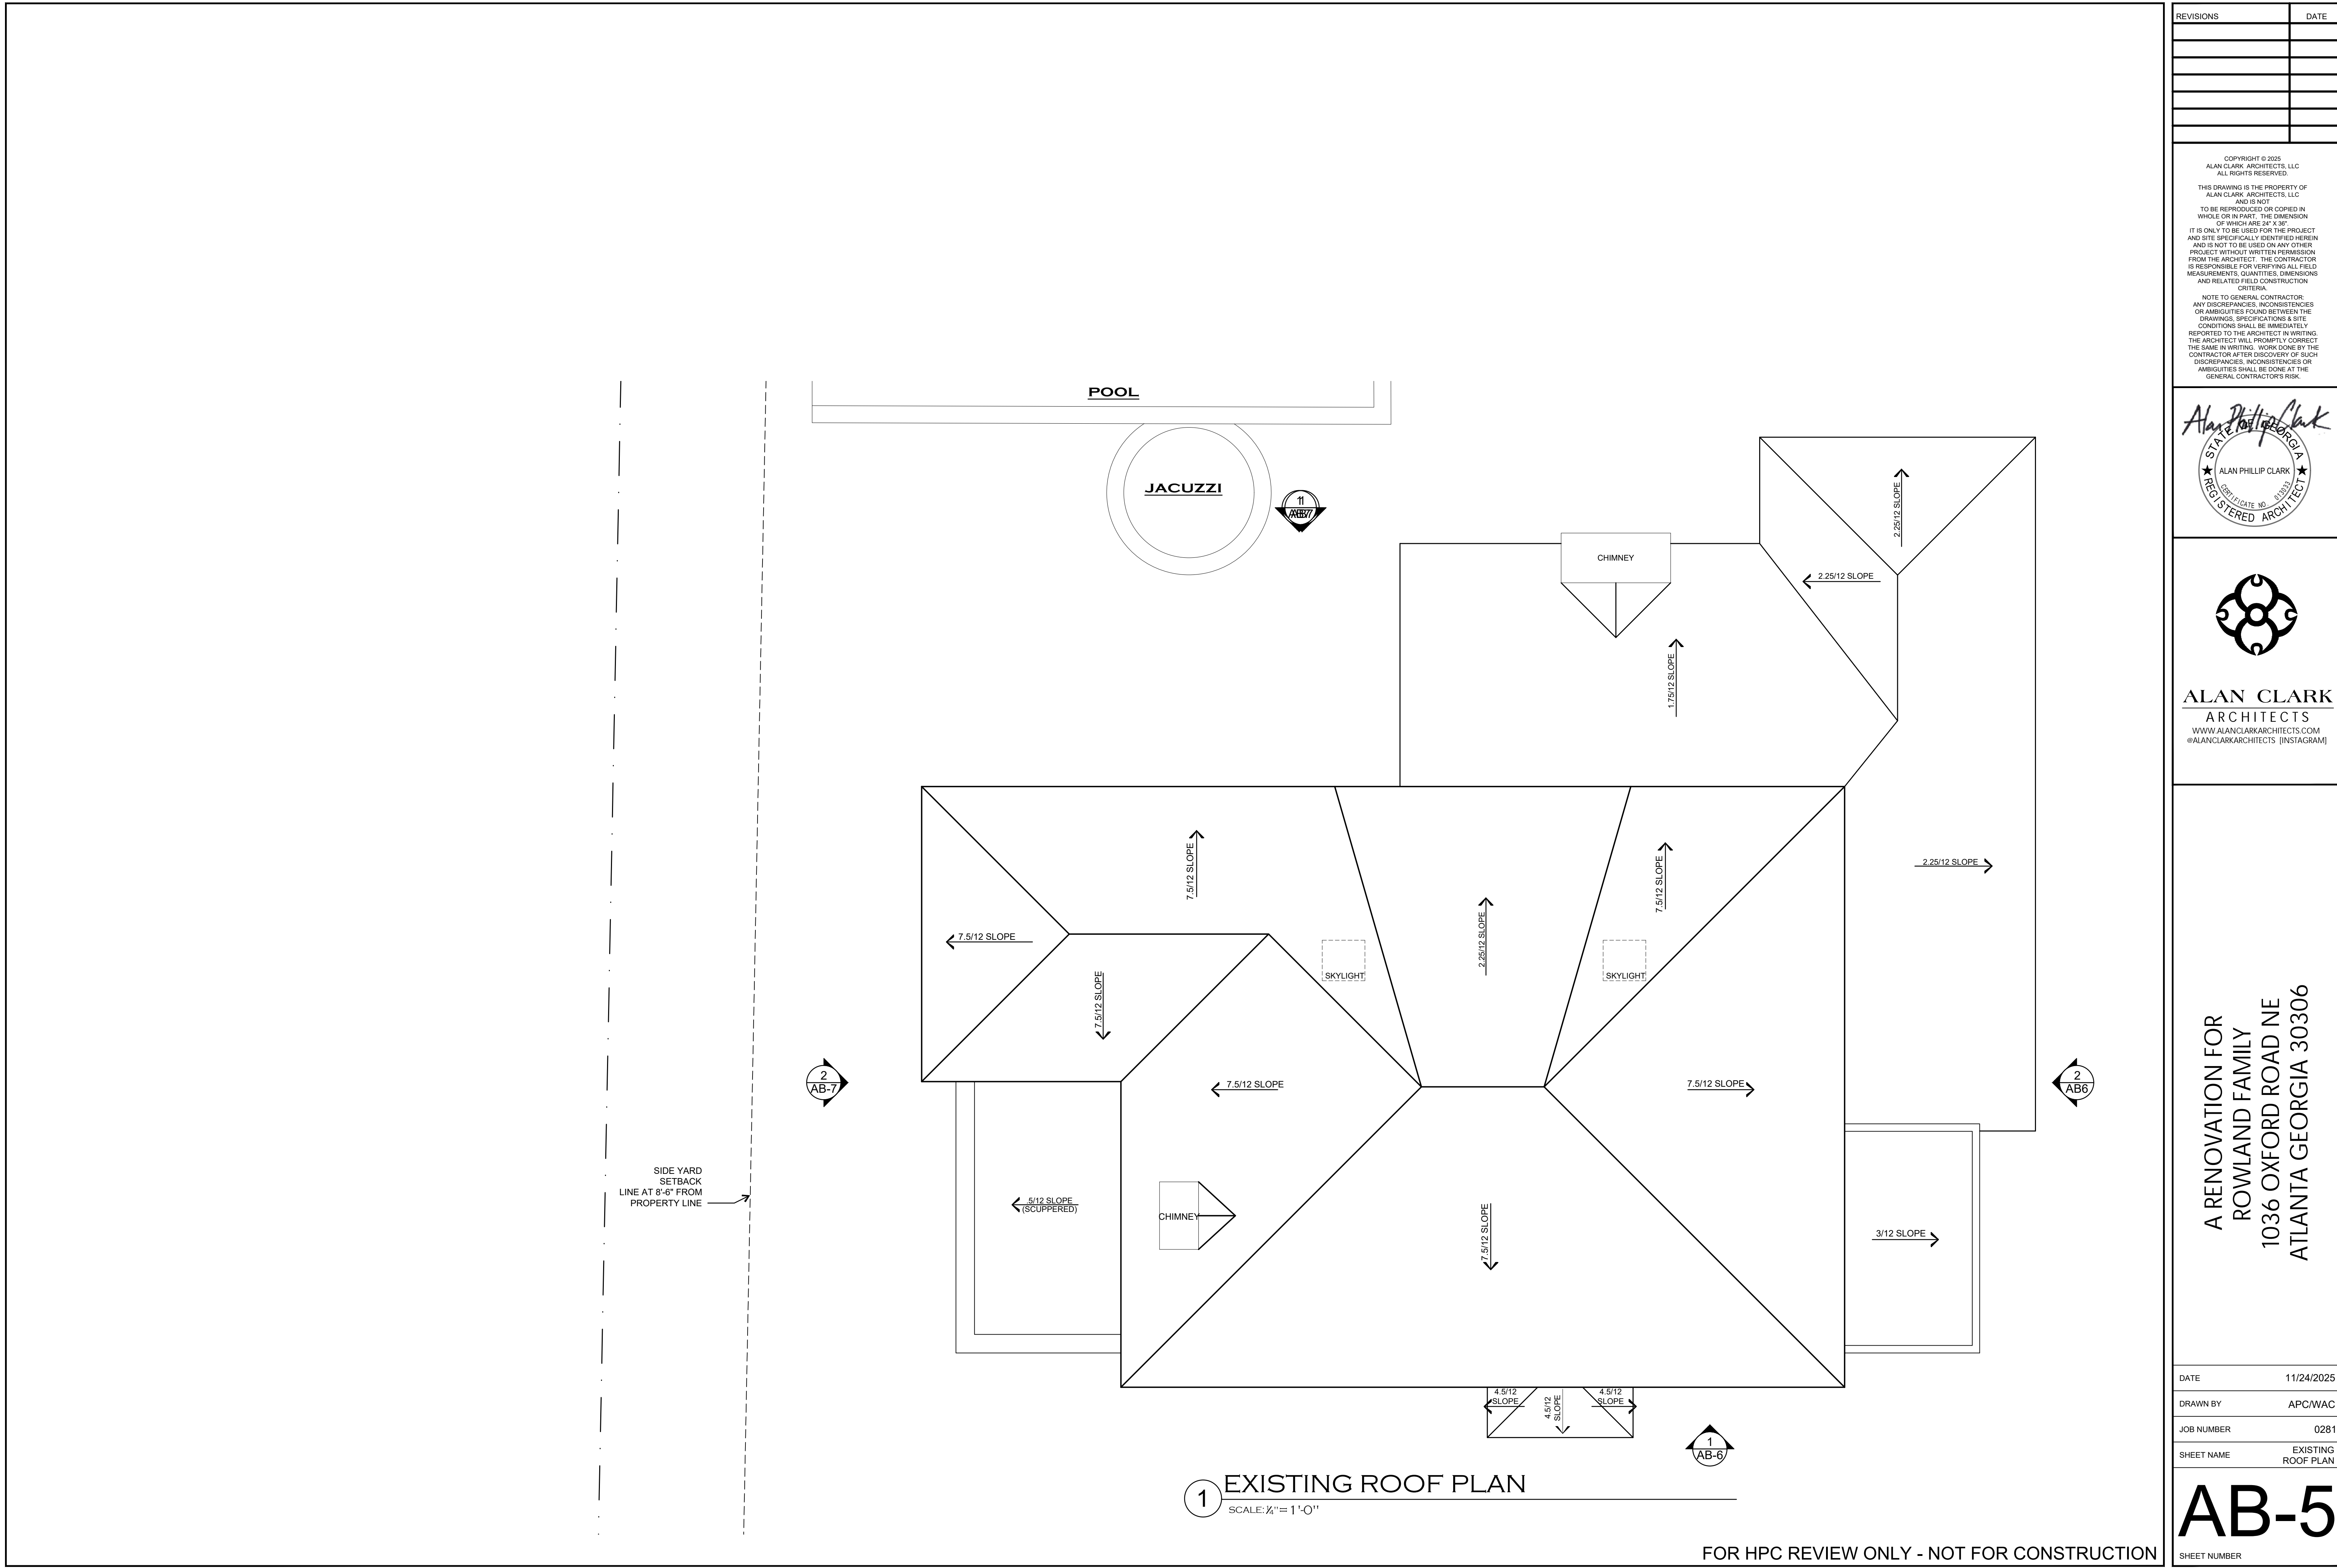 POOL
JACUZZI
11
CHIMNEY
2.25/12 SLOPE
2.25/12 SLOPE
1.75/12 SLOPE
7.5/12 SLOPE
7.5/12 SLOPE
2.25/12 SLOPE
2.25/12 SLOPE
7.5/12 SLOPE
SKYLIGHT
SKYLIGHT
7.5/12 SLOPE
2
AB-7
7.5/12 SLOPE
7.5/12 SLOPE
2
AB6
SIDE YARD
SETBACK
LINE AT 8'-6" FROM
PROPERTY LINE
.5/12 SLOPE
(SCUPPERED)
CHIMNEY
7.5/12 SLOPE
3/12 SLOPE
4.5/12
SLOPE
4.5/12
SLOPE
4.5/12
SLOPE
1
AB-6
1
EXISTING ROOF PLAN
SCALE: ¼"= 1'-0"
FOR HPC REVIEW ONLY - NOT FOR CONSTRUCTION
REVISIONS DATE
COPYRIGHT © 2025
ALAN CLARK ARCHITECTS, LLC
ALL RIGHTS RESERVED.
THIS DRAWING IS THE PROPERTY OF
ALAN CLARK ARCHITECTS, LLC
AND IS NOT
TO BE REPRODUCED OR COPIED IN
WHOLE OR IN PART, THE DIMENSION
OF WHICH ARE 24" X 36".
IT IS ONLY TO BE USED FOR THE PROJECT
AND SITE SPECIFICALLY IDENTIFIED HEREIN
AND IS NOT TO BE USED ON ANY OTHER
PROJECT WITHOUT WRITTEN PERMISSION
FROM THE ARCHITECT. THE CONTRACTOR
IS RESPONSIBLE FOR VERIFYING ALL FIELD
MEASUREMENTS, QUANTITIES, DIMENSIONS
AND RELATED FIELD CONSTRUCTION
CRITERIA.
NOTE TO GENERAL CONTRACTOR:
ANY DISCREPANCIES, INCONSISTENCIES
OR AMBIGUITIES FOUND BETWEEN THE
DRAWINGS, SPECIFICATIONS & SITE
CONDITIONS SHALL BE IMMEDIATELY
REPORTED TO THE ARCHITECT IN WRITING.
THE ARCHITECT WILL PROMPTLY CORRECT
THE SAME IN WRITING. WORK DONE BY THE
CONTRACTOR AFTER DISCOVERY OF SUCH
DISCREPANCIES, INCONSISTENCIES OR
AMBIGUITIES SHALL BE DONE AT THE
GENERAL CONTRACTOR'S RISK.
Alan Phillip Clark
STATE OF GEORGIA
ALAN PHILLIP CLARK
CERTIFICATE NO. 013033
REGISTERED ARCHITECT
ALAN CLARK
ARCHITECTS
WWW.ALANCLARKARCHITECTS.COM
@ALANCLARKARCHITECTS [INSTAGRAM]
A RENOVATION FOR
ROWLAND FAMILY
1036 OXFORD ROAD NE
ATLANTA GEORGIA 30306
DATE 11/24/2025
DRAWN BY APC/WAC
JOB NUMBER 0281
SHEET NAME EXISTING
ROOF PLAN
AB-5
SHEET NUMBER